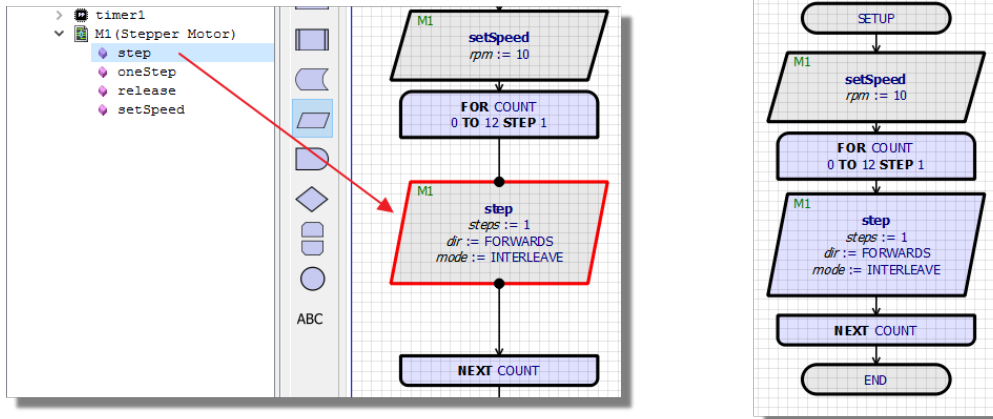 timer1
M1(Stepper Motor)
step
oneStep
release
setSpeed
ABC
M1
setSpeed
rpm := 10
FOR COUNT
0 TO 12 STEP 1
M1
step
steps := 1
dir := FORWARDS
mode := INTERLEAVE
NEXT COUNT
SETUP
M1
setSpeed
rpm := 10
FOR COUNT
0 TO 12 STEP 1
M1
step
steps := 1
dir := FORWARDS
mode := INTERLEAVE
NEXT COUNT
END